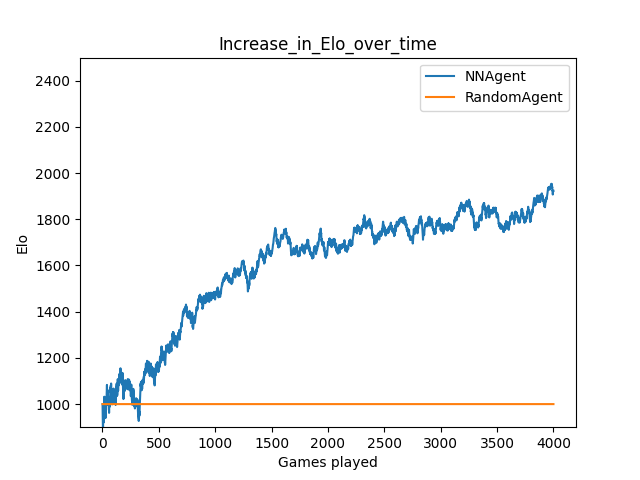 Increase_in_Elo_over_time
NNAgent
RandomAgent
2400
2200
2000
1800
1600
1400
1200
1000
Elo
0 500 1000 1500 2000 2500 3000 3500 4000
Games played